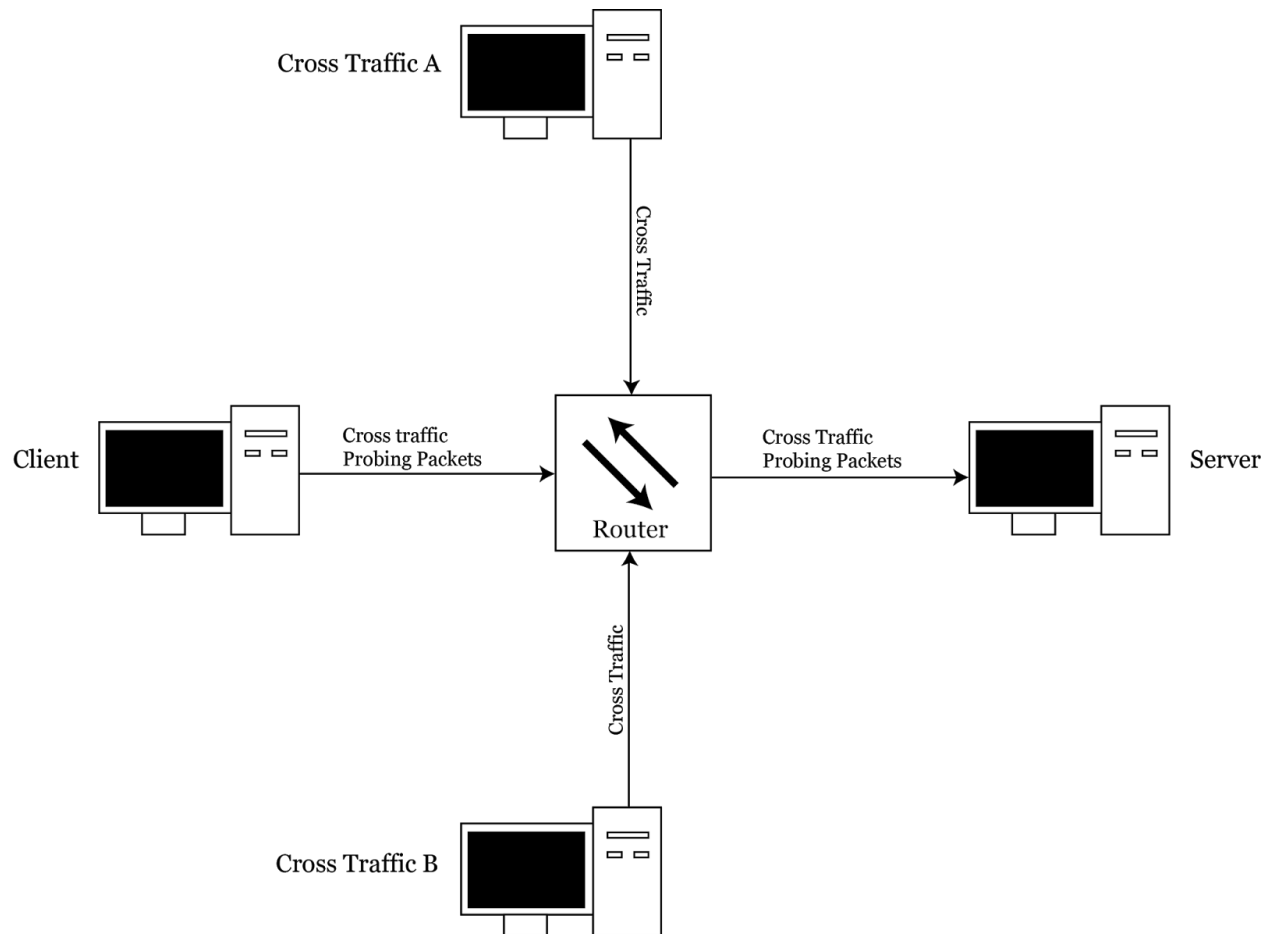 Cross Traffic A
Cross Traffic
Client
Cross traffic
Probing Packets
Router
Cross Traffic
Probing Packets
Server
Cross Traffic
Cross Traffic B